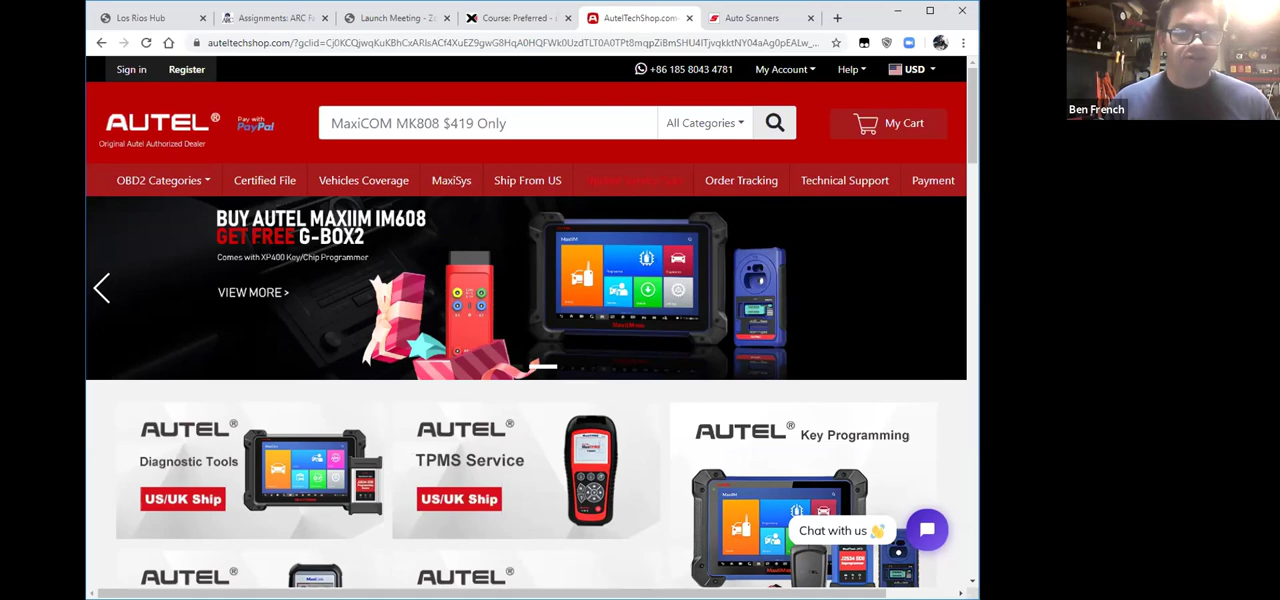 Los Rios Hub
Assignments: ARC Fa
Launch Meeting - Zo
Course: Preferred - i
AutelTechShop.com-
Auto Scanners
+86 185 8043 4781
My Account
Help
USD
Sign in
Register
AUTEL®
Pay with
PayPal
Original Autel Authorized Dealer
MaxiCOM MK808 $419 Only
All Categories
My Cart
OBD2 Categories
Certified File
Vehicles Coverage
MaxiSys
Ship From US
Order Tracking
Technical Support
Payment
BUY AUTEL MAXIIM IM608
GET FREE G-BOX2
Comes with XP400 Key/Chip Programmer
VIEW MORE >
AUTEL®
Diagnostic Tools
US/UK Ship
AUTEL®
TPMS Service
US/UK Ship
AUTEL® Key Programming
Chat with us 👋
AUTEL®
AUTEL®
Ben French